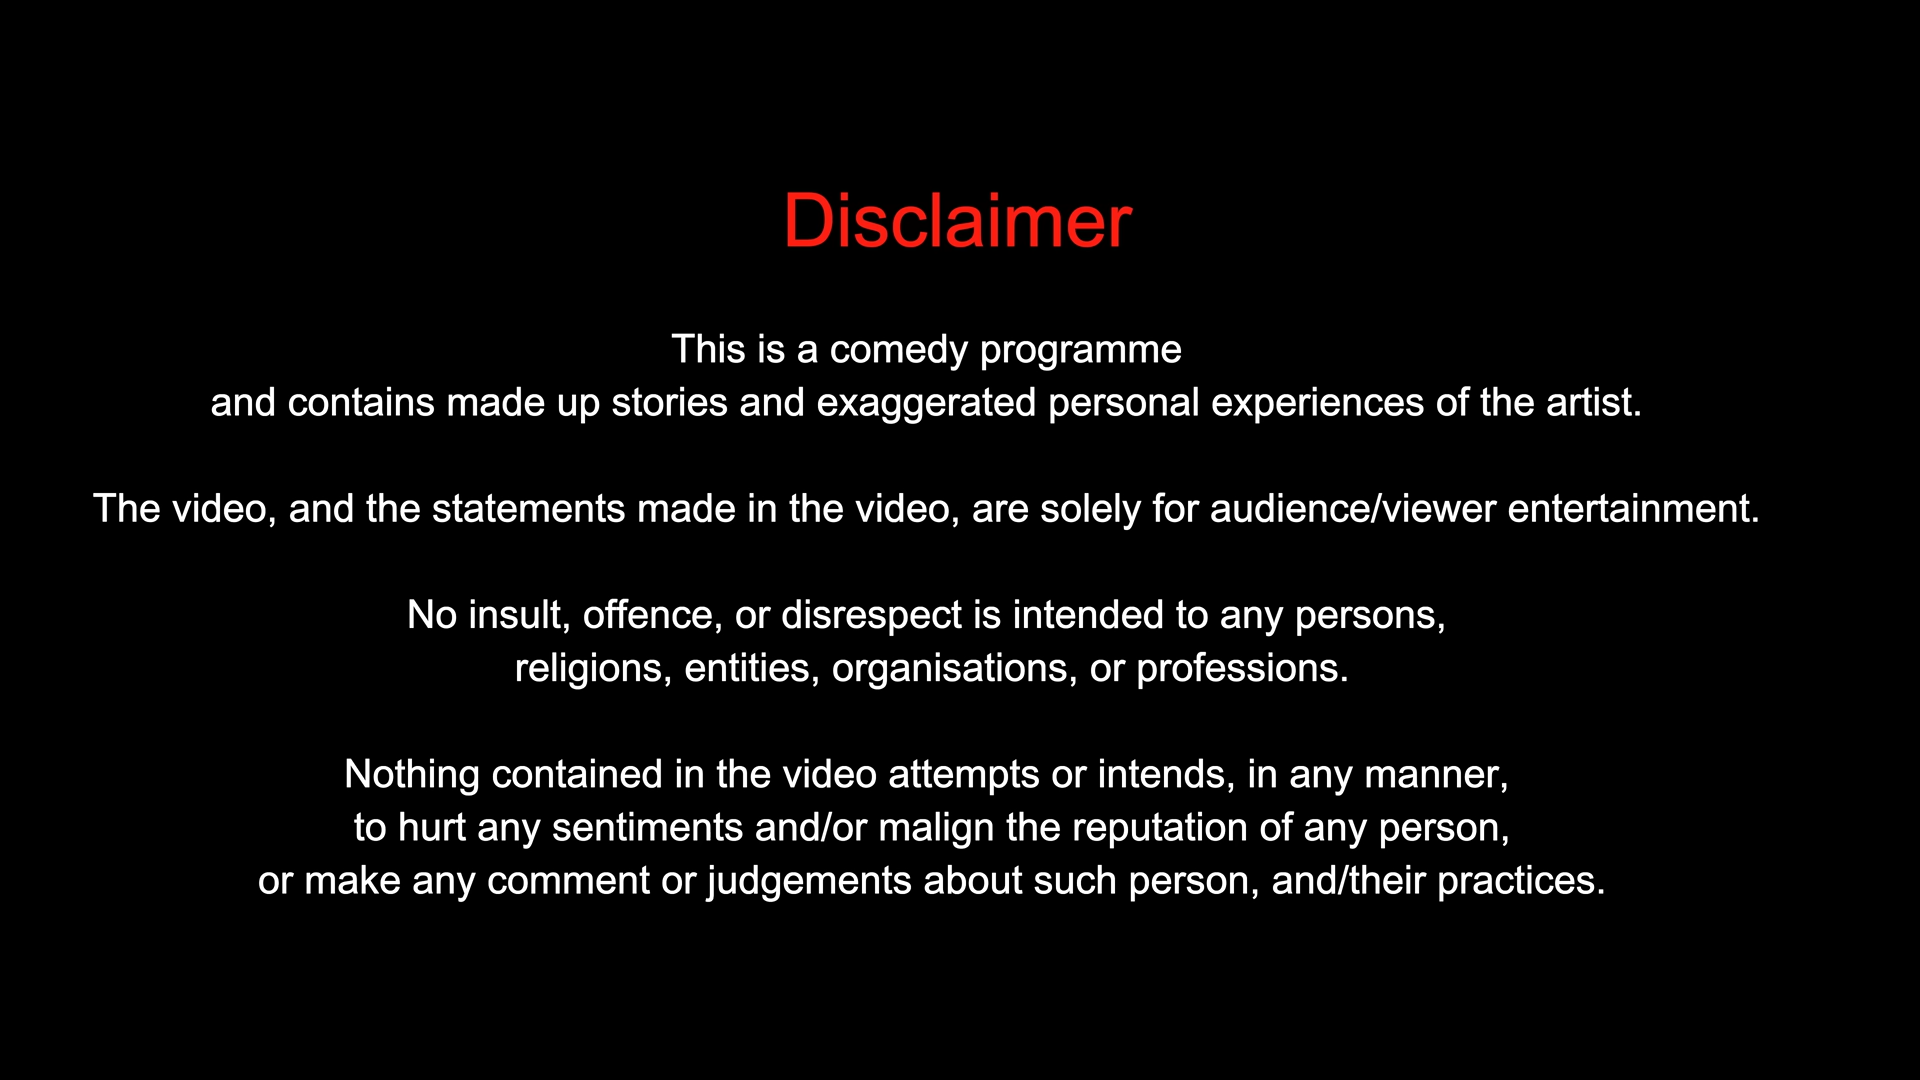 Disclaimer
This is a comedy programme
and contains made up stories and exaggerated personal experiences of the artist.
The video, and the statements made in the video, are solely for audience/viewer entertainment.
No insult, offence, or disrespect is intended to any persons,
religions, entities, organisations, or professions.
Nothing contained in the video attempts or intends, in any manner,
to hurt any sentiments and/or malign the reputation of any person,
or make any comment or judgements about such person, and/their practices.